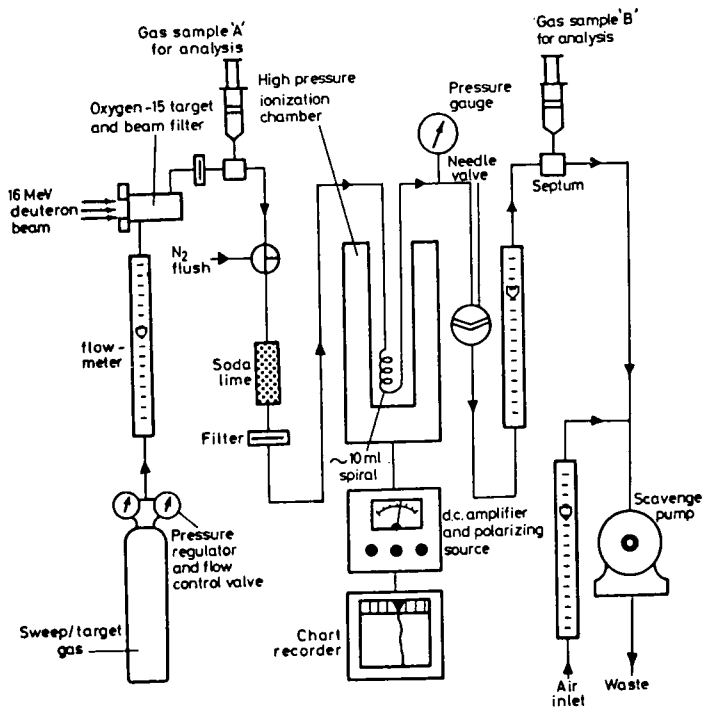 Gas sample 'A'
for analysis
'Gas sample 'B'
for analysis
High pressure
ionization
chamber
Pressure
gauge
Oxygen-15 target
and beam filter
Needle
valve
Septum
16 MeV
deuteron
beam
N2
flush
flow-
meter
Soda
lime
Filter
~10 ml
spiral
d.c. amplifier
and polarizing
source
Scavenge
pump
Pressure
regulator
and flow
control valve
Sweep/target
gas
Chart
recorder
Air
inlet
Waste